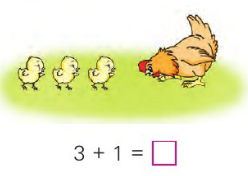 3 + 1 = □